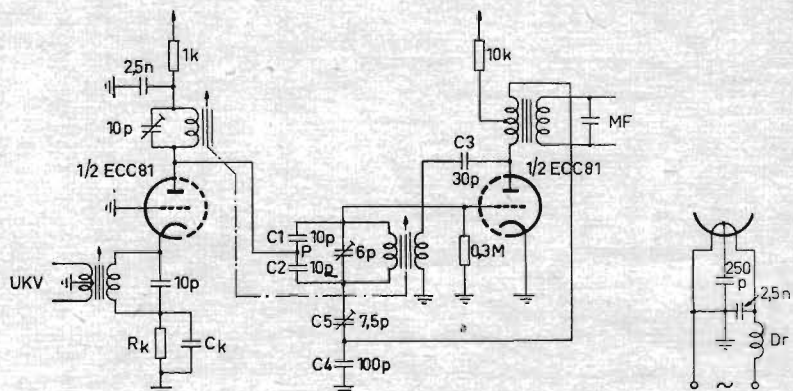 1k
10k
2,5n
10p
C3
30p
MF
1/2 ECC81
1/2 ECC81
C1
10p
P
6p
C2
10p
0,3M
UKV
10p
C5
7,5p
Rk
Ck
C4
100p
250
p
2,5n
Dr
~